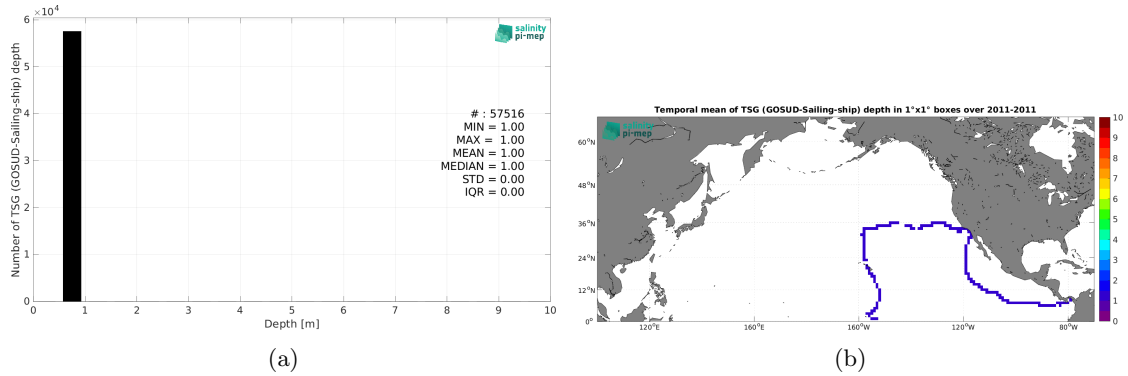 6 ×10⁴
5
4
3
2
1
0
Number of TSG (GOSUD-Sailing-ship) depth
salinity
pi-mep
# : 57516
MIN = 1.00
MAX = 1.00
MEAN = 1.00
MEDIAN = 1.00
STD = 0.00
IQR = 0.00
0 1 2 3 4 5 6 7 8 9 10
Depth [m]
(a)
Temporal mean of TSG (GOSUD-Sailing-ship) depth in 1°x1° boxes over 2011-2011
salinity
pi-mep
60°N
48°N
36°N
24°N
12°N
0°
120°E 160°E 160°W 120°W 80°W
10
9
8
7
6
5
4
3
2
1
0
(b)